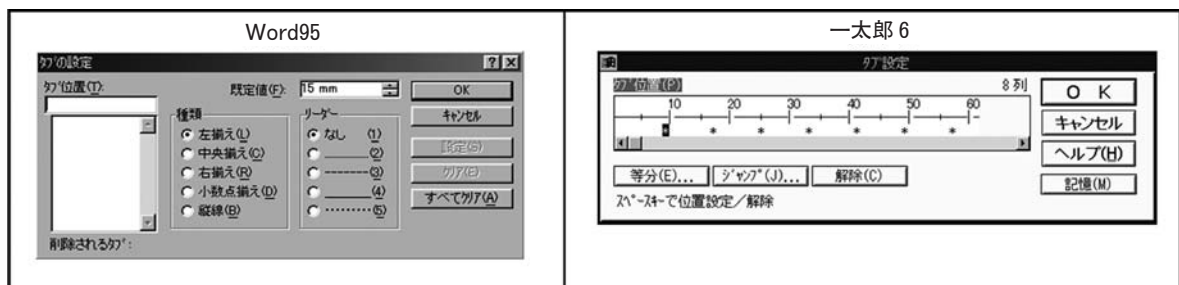 Word95
ﾀﾌﾞの設定
ﾀﾌﾞ位置(T):
既定値(F):
15 mm
種類
左揃え(L)
中央揃え(C)
右揃え(R)
小数点揃え(D)
縦線(B)
リーダー
なし (1)
(2)
(3)
(4)
(5)
OK
キャンセル
設定(S)
クリア(E)
すべてクリア(A)
削除されるﾀﾌﾞ:
一太郎 6
ﾀﾌﾞ設定
ﾀﾌﾞ位置(P)
8 列
10 20 30 40 50 60
O K
キャンセル
ヘルプ(H)
記憶(M)
等分(E)...
ｼﾞｬﾝﾌﾟ(J)...
解除(C)
ｽﾍﾟｰｽｷｰで位置設定／解除